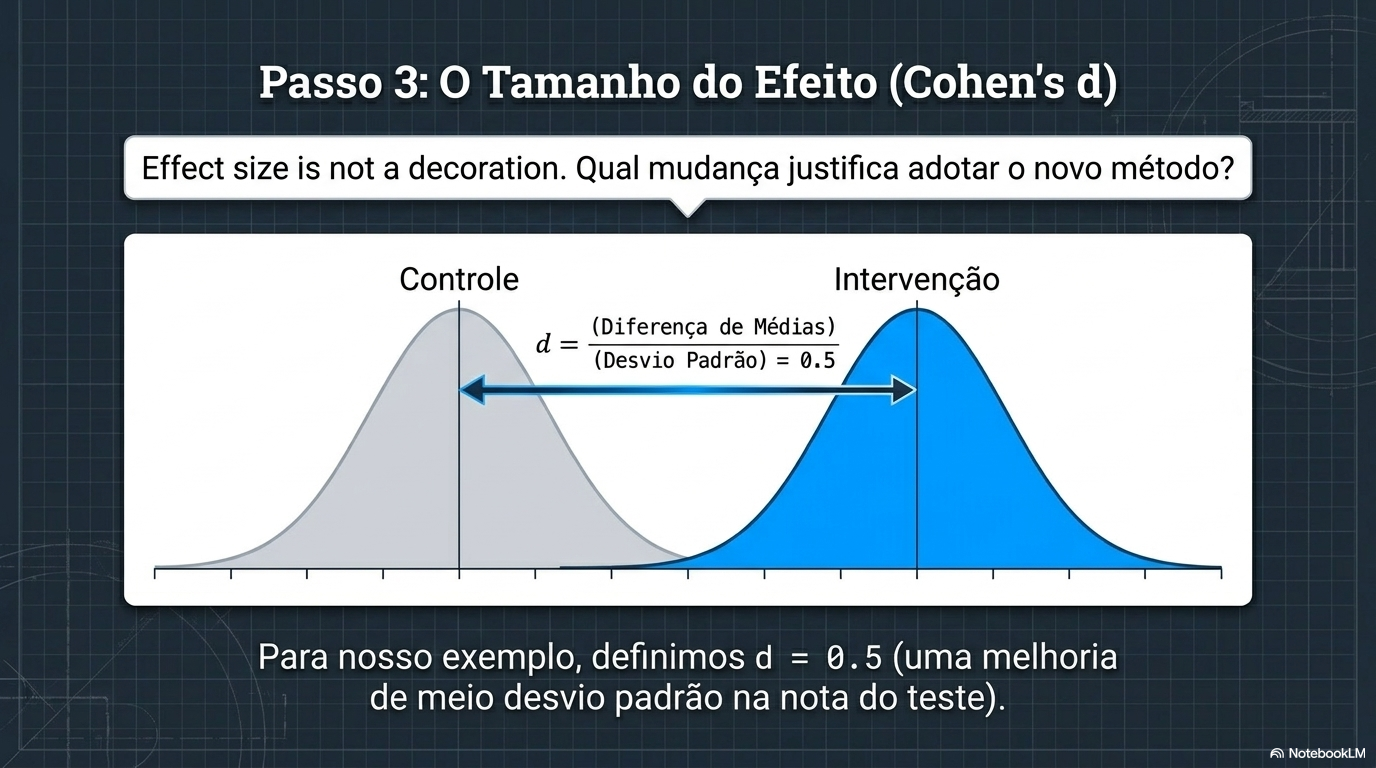 Passo 3: O Tamanho do Efeito (Cohen's d)
Effect size is not a decoration. Qual mudança justifica adotar o novo método?
Controle
Intervenção
d = (Diferença de Médias)
(Desvio Padrão) = 0.5
Para nosso exemplo, definimos d = 0.5 (uma melhoria
de meio desvio padrão na nota do teste).
NotebookLM